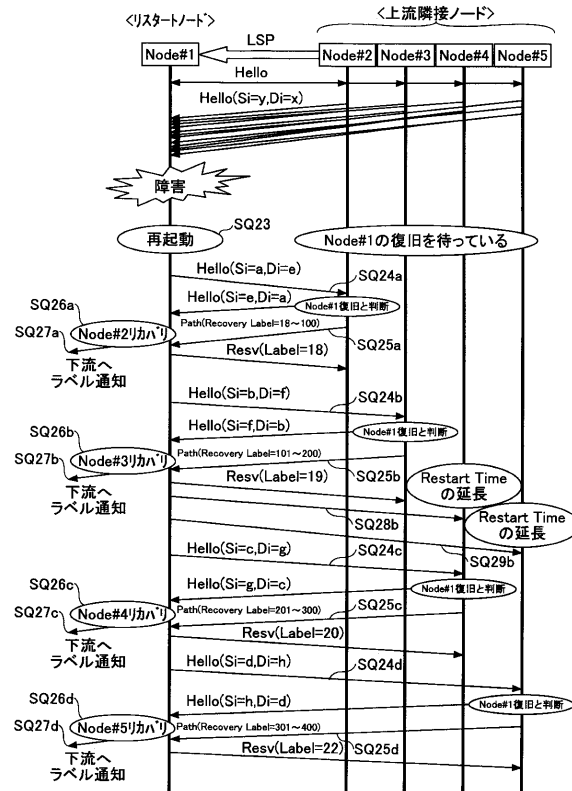 <リスタートノード>
<上流隣接ノード>
Node#1
LSP
Node#2
Node#3
Node#4
Node#5
Hello
Hello(Si=y,Di=x)
障害
再起動
SQ23
Node#1の復旧を待っている
Hello(Si=a,Di=e)
SQ24a
Hello(Si=e,Di=a)
Node#1復旧と判断
SQ26a
Node#2リカバリ
Path(Recovery Label=18~100)
SQ27a
SQ25a
下流へ
ラベル通知
Resv(Label=18)
SQ24b
Hello(Si=b,Di=f)
Hello(Si=f,Di=b)
Node#1復旧と判断
SQ26b
Node#3リカバリ
Path(Recovery Label=101~200)
SQ27b
SQ25b
下流へ
ラベル通知
Resv(Label=19)
Restart Time
の延長
SQ28b
Restart Time
の延長
SQ24c
SQ29b
Hello(Si=c,Di=g)
Hello(Si=g,Di=c)
Node#1復旧と判断
SQ26c
Node#4リカバリ
Path(Recovery Label=201~300)
SQ25c
SQ27c
下流へ
ラベル通知
Resv(Label=20)
SQ24d
Hello(Si=d,Di=h)
Hello(Si=h,Di=d)
Node#1復旧と判断
SQ26d
Node#5リカバリ
Path(Recovery Label=301~400)
SQ27d
SQ25d
下流へ
ラベル通知
Resv(Label=22)